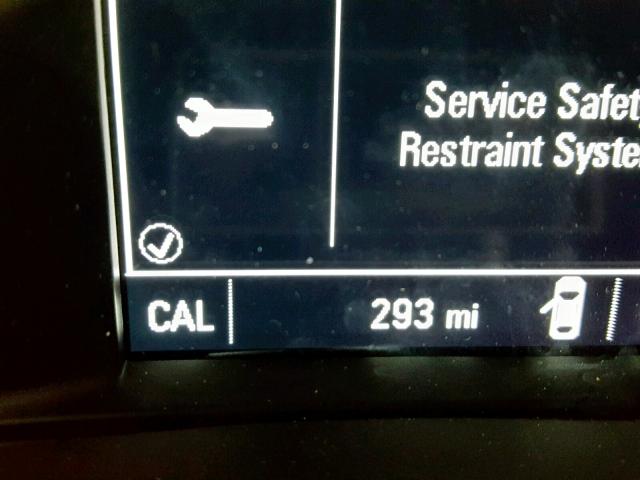 Service Safet
Restraint Syste
CAL 293 mi